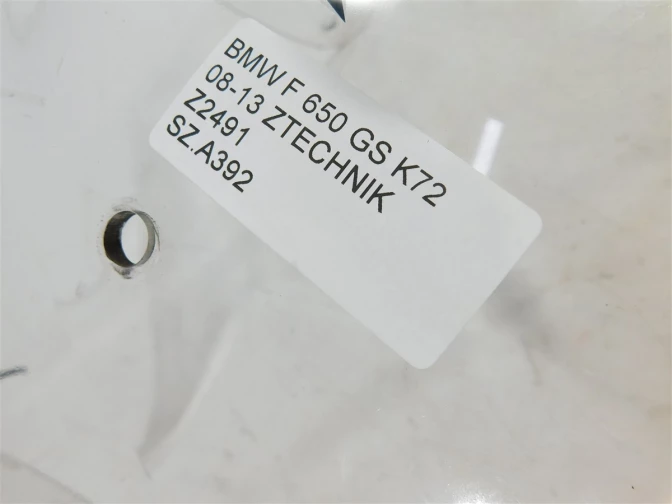 BMW F 650 GS K72
08-13 ZTECHNIK
Z2491
SZ.A392